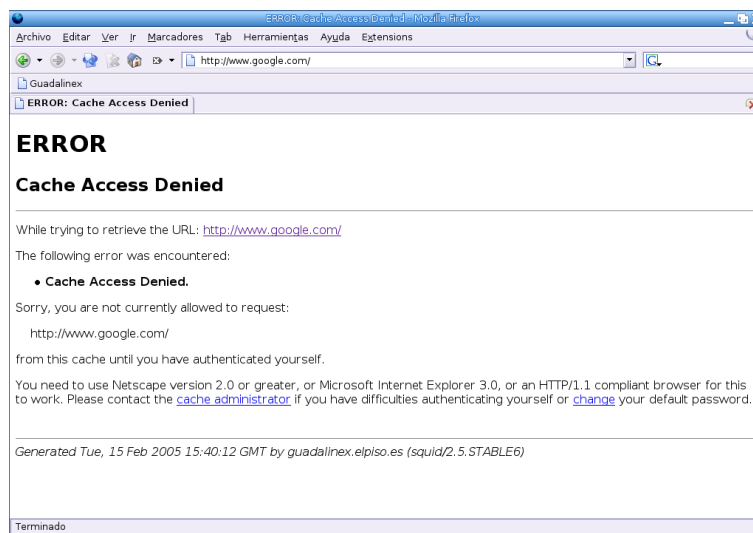 ERROR: Cache Access Denied - Mozilla Firefox
Archivo Editar Ver Ir Marcadores Tab Herramientas Ayuda Extensions
http://www.google.com/
G
Guadalinex
ERROR: Cache Access Denied
ERROR
Cache Access Denied
While trying to retrieve the URL: http://www.google.com/
The following error was encountered:
• Cache Access Denied.
Sorry, you are not currently allowed to request:
http://www.google.com/
from this cache until you have authenticated yourself.
You need to use Netscape version 2.0 or greater, or Microsoft Internet Explorer 3.0, or an HTTP/1.1 compliant browser for this
to work. Please contact the cache administrator if you have difficulties authenticating yourself or change your default password.
Generated Tue, 15 Feb 2005 15:40:12 GMT by guadalinex.elpiso.es (squid/2.5.STABLE6)
Terminado